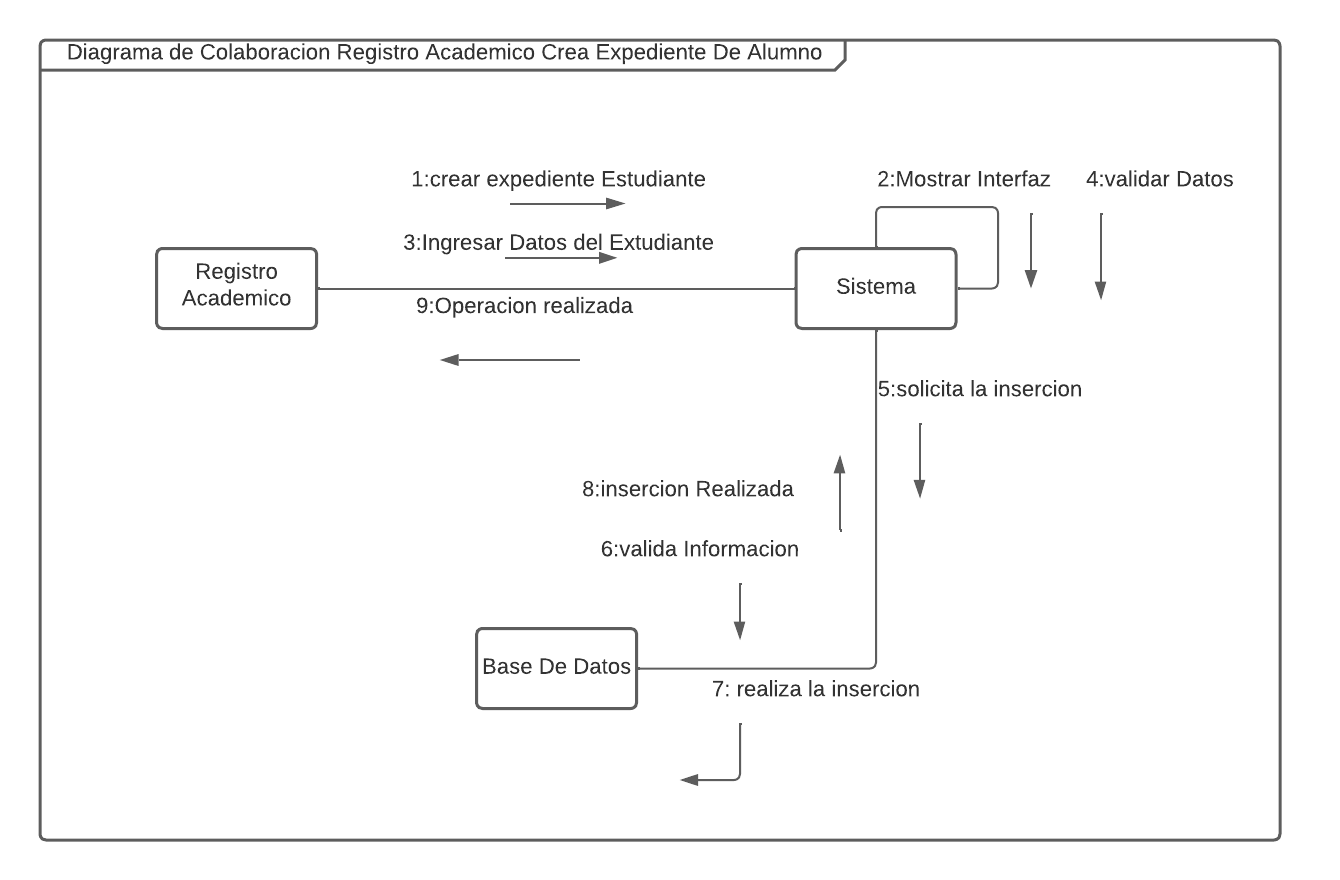 Diagrama de Colaboracion Registro Academico Crea Expediente De Alumno
1:crear expediente Estudiante
2:Mostrar Interfaz
4:validar Datos
3:Ingresar Datos del Extudiante
Registro
Academico
Sistema
9:Operacion realizada
5:solicita la insercion
8:insercion Realizada
6:valida Informacion
Base De Datos
7: realiza la insercion